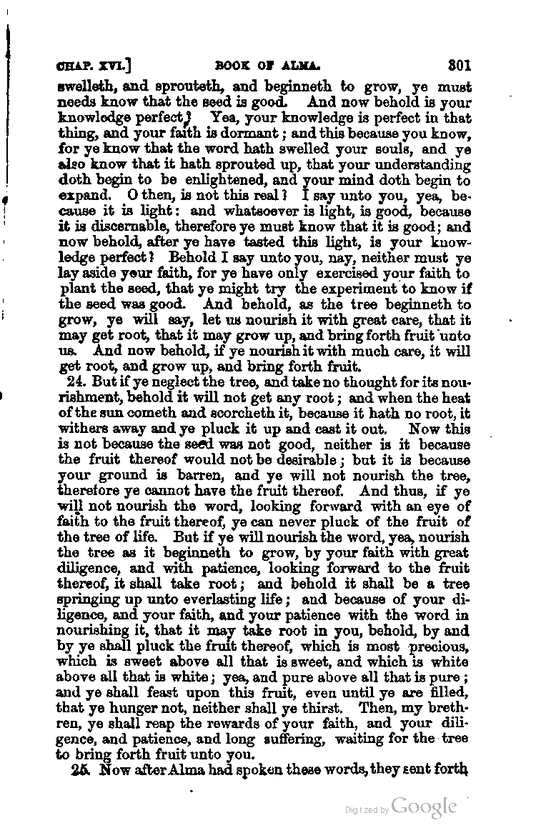 CHAP. XVI.] BOOK OF ALMA. 301
swelleth, and sprouteth, and beginneth to grow, ye must
needs know that the seed is good. And now behold is your
knowlodge perfect? Yea, your knowledge is perfect in that
thing, and your faith is dormant; and this because you know,
for ye know that the word hath swelled your souls, and ye
also know that it hath sprouted up, that your understanding
doth begin to be enlightened, and your mind doth begin to
expand. O then, is not this real? I say unto you, yea, be-
cause it is light: and whatsoever is light, is good, because
it is discernable, therefore ye must know that it is good; and
now behold, after ye have tasted this light, is your know-
ledge perfect? Behold I say unto you, nay, neither must ye
lay aside your faith, for ye have only exercised your faith to
plant the seed, that ye might try the experiment to know if
the seed was good. And behold, as the tree beginneth to
grow, ye will say, let us nourish it with great care, that it
may get root, that it may grow up, and bring forth fruit unto
us. And now behold, if ye nourish it with much care, it will
get root, and grow up, and bring forth fruit.
24. But if ye neglect the tree, and take no thought for its nou-
rishment, behold it will not get any root; and when the heat
of the sun cometh and scorcheth it, because it hath no root, it
withers away and ye pluck it up and cast it out. Now this
is not because the seed was not good, neither is it because
the fruit thereof would not be desirable; but it is because
your ground is barren, and ye will not nourish the tree,
therefore ye cannot have the fruit thereof. And thus, if ye
will not nourish the word, looking forward with an eye of
faith to the fruit thereof, ye can never pluck of the fruit of
the tree of life. But if ye will nourish the word, yea, nourish
the tree as it beginneth to grow, by your faith with great
diligence, and with patience, looking forward to the fruit
thereof, it shall take root; and behold it shall be a tree
springing up unto everlasting life; and because of your di-
ligence, and your faith, and your patience with the word in
nourishing it, that it may take root in you, behold, by and
by ye shall pluck the fruit thereof, which is most precious,
which is sweet above all that is sweet, and which is white
above all that is white; yea, and pure above all that is pure;
and ye shall feast upon this fruit, even until ye are filled,
that ye hunger not, neither shall ye thirst. Then, my breth-
ren, ye shall reap the rewards of your faith, and your dili-
gence, and patience, and long suffering, waiting for the tree
to bring forth fruit unto you.
25. Now after Alma had spoken these words, they sent forth
Digitized by Google